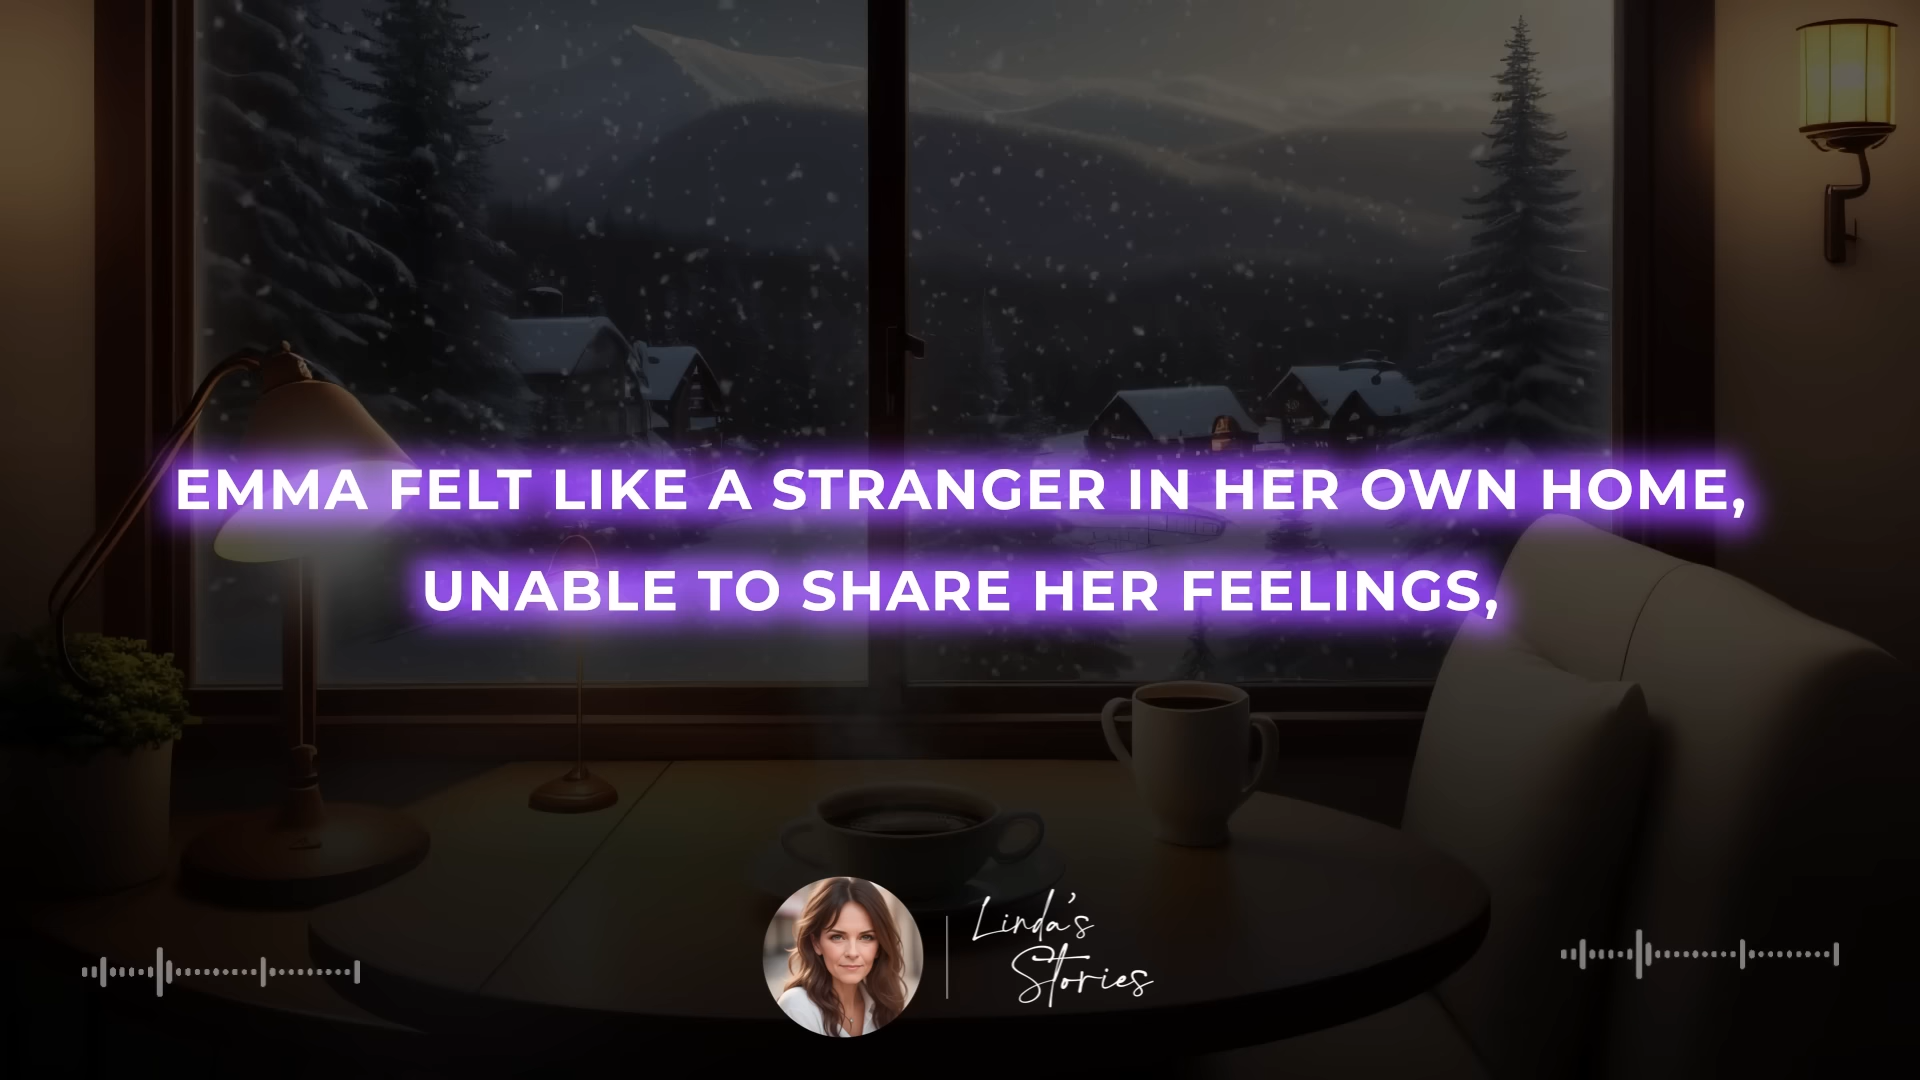 EMMA FELT LIKE A STRANGER IN HER OWN HOME,
UNABLE TO SHARE HER FEELINGS,
Linda's
Stories